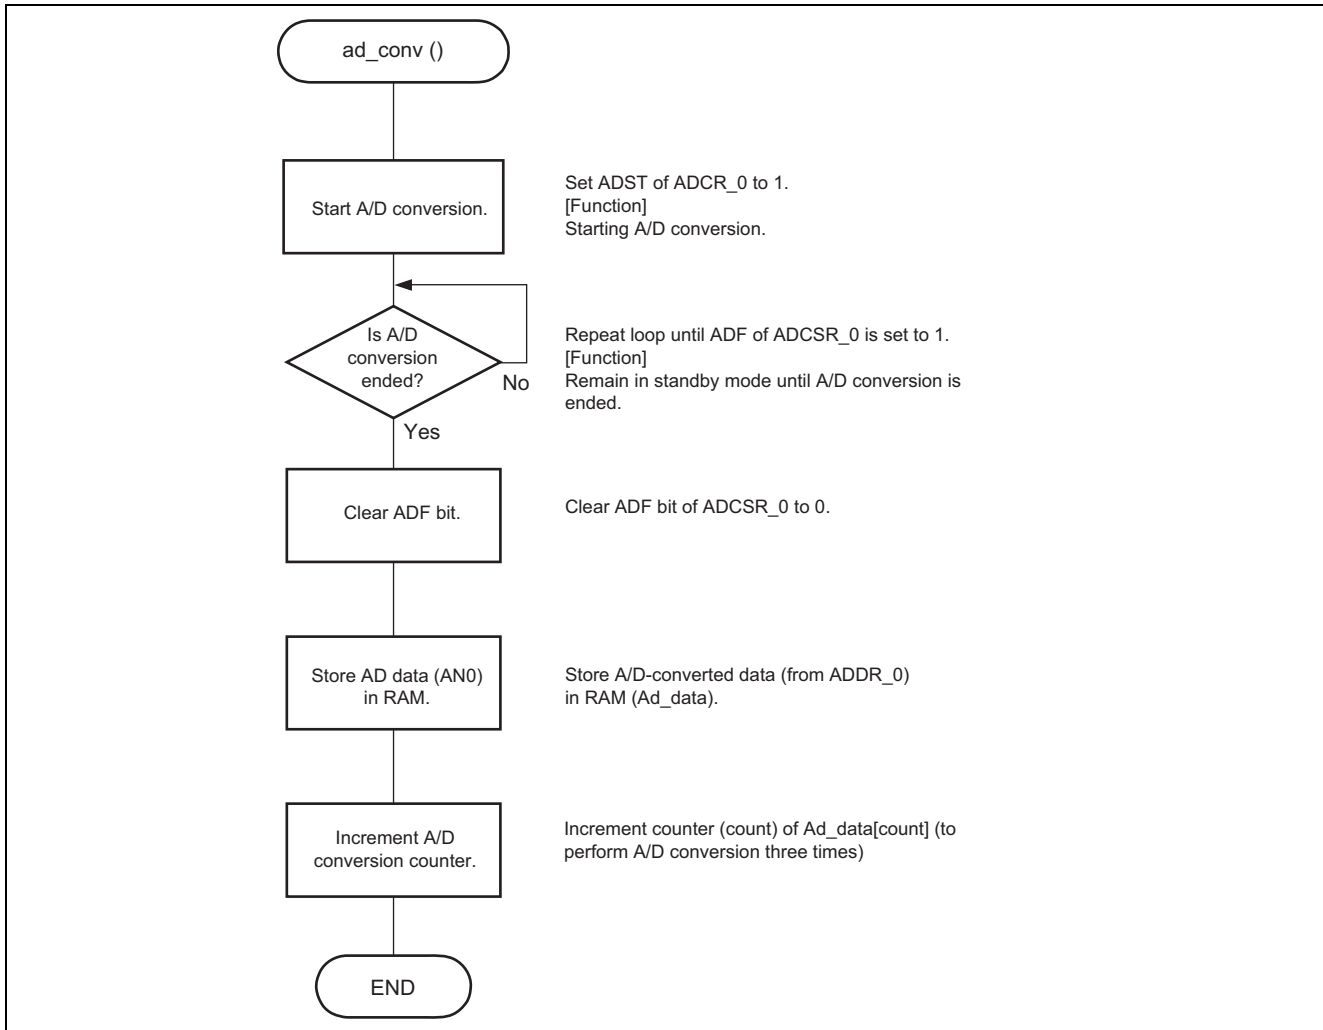 ad_conv ()
Start A/D conversion.
Set ADST of ADCR_0 to 1.
[Function]
Starting A/D conversion.
Is A/D
conversion
ended?
No
Yes
Repeat loop until ADF of ADCSR_0 is set to 1.
[Function]
Remain in standby mode until A/D conversion is
ended.
Clear ADF bit.
Clear ADF bit of ADCSR_0 to 0.
Store AD data (AN0)
in RAM.
Store A/D-converted data (from ADDR_0)
in RAM (Ad_data).
Increment A/D
conversion counter.
Increment counter (count) of Ad_data[count] (to
perform A/D conversion three times)
END